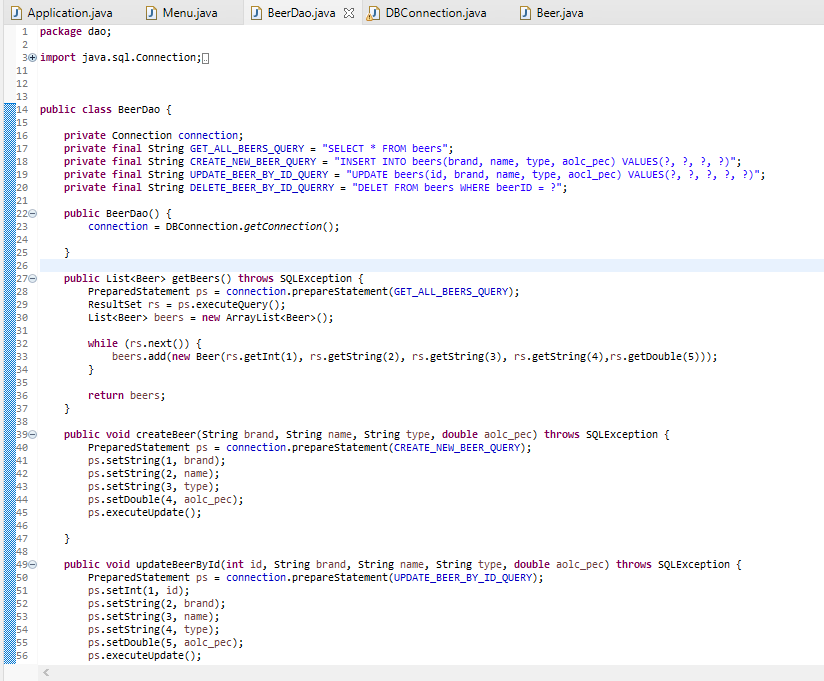 Application.java Menu.java BeerDao.java DBConnection.java Beer.java
1 package dao;
2
3 import java.sql.Connection;
11
12
13
14 public class BeerDao {
15
16     private Connection connection;
17     private final String GET_ALL_BEERS_QUERY = "SELECT * FROM beers";
18     private final String CREATE_NEW_BEER_QUERY = "INSERT INTO beers(brand, name, type, aolc_pec) VALUES(?, ?, ?, ?)";
19     private final String UPDATE_BEER_BY_ID_QUERY = "UPDATE beers(id, brand, name, type, aocl_pec) VALUES(?, ?, ?, ?, ?)";
20     private final String DELETE_BEER_BY_ID_QUERRY = "DELET FROM beers WHERE beerID = ?";
21
22     public BeerDao() {
23         connection = DBConnection.getConnection();
24
25     }
26
27     public List<Beer> getBeers() throws SQLException {
28         PreparedStatement ps = connection.prepareStatement(GET_ALL_BEERS_QUERY);
29         ResultSet rs = ps.executeQuery();
30         List<Beer> beers = new ArrayList<Beer>();
31
32         while (rs.next()) {
33             beers.add(new Beer(rs.getInt(1), rs.getString(2), rs.getString(3), rs.getString(4),rs.getDouble(5)));
34         }
35
36         return beers;
37     }
38
39     public void createBeer(String brand, String name, String type, double aolc_pec) throws SQLException {
40         PreparedStatement ps = connection.prepareStatement(CREATE_NEW_BEER_QUERY);
41         ps.setString(1, brand);
42         ps.setString(2, name);
43         ps.setString(3, type);
44         ps.setDouble(4, aolc_pec);
45         ps.executeUpdate();
46
47     }
48
49     public void updateBeerById(int id, String brand, String name, String type, double aolc_pec) throws SQLException {
50         PreparedStatement ps = connection.prepareStatement(UPDATE_BEER_BY_ID_QUERY);
51         ps.setInt(1, id);
52         ps.setString(2, brand);
53         ps.setString(3, name);
54         ps.setString(4, type);
55         ps.setDouble(5, aolc_pec);
56         ps.executeUpdate();